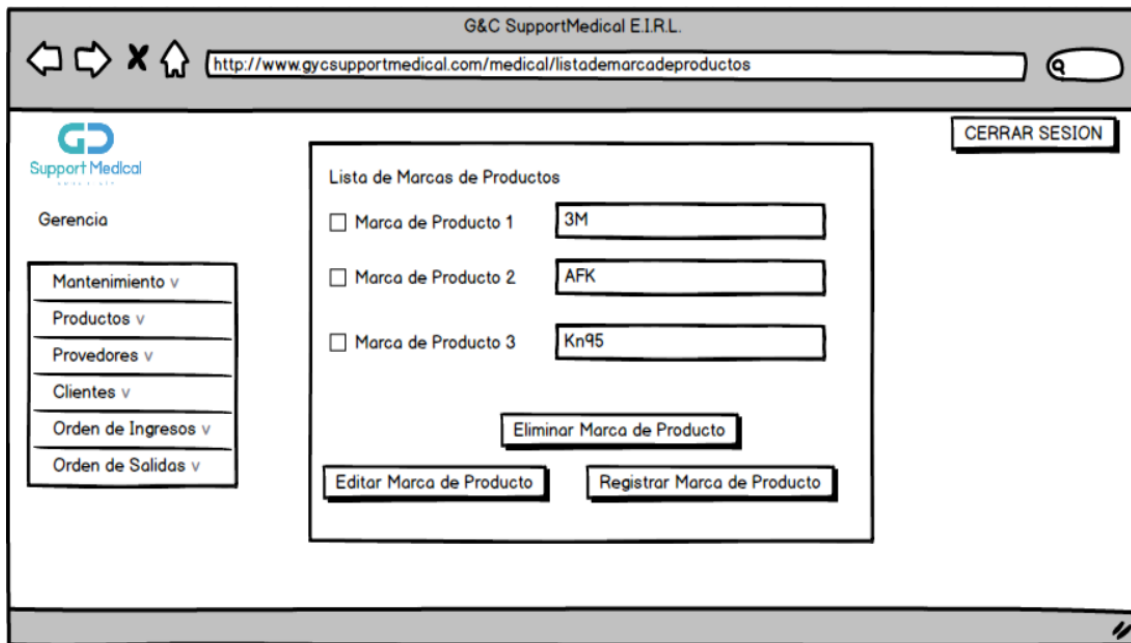 G&C SupportMedical E.I.R.L.
http://www.gycsupportmedical.com/medical/listademarcadeproductos
CERRAR SESION
GD
Support Medical
Gerencia
Mantenimiento v
Productos v
Provedores v
Clientes v
Orden de Ingresos v
Orden de Salidas v
Lista de Marcas de Productos
Marca de Producto 1 3M
Marca de Producto 2 AFK
Marca de Producto 3 Kn95
Eliminar Marca de Producto
Editar Marca de Producto Registrar Marca de Producto